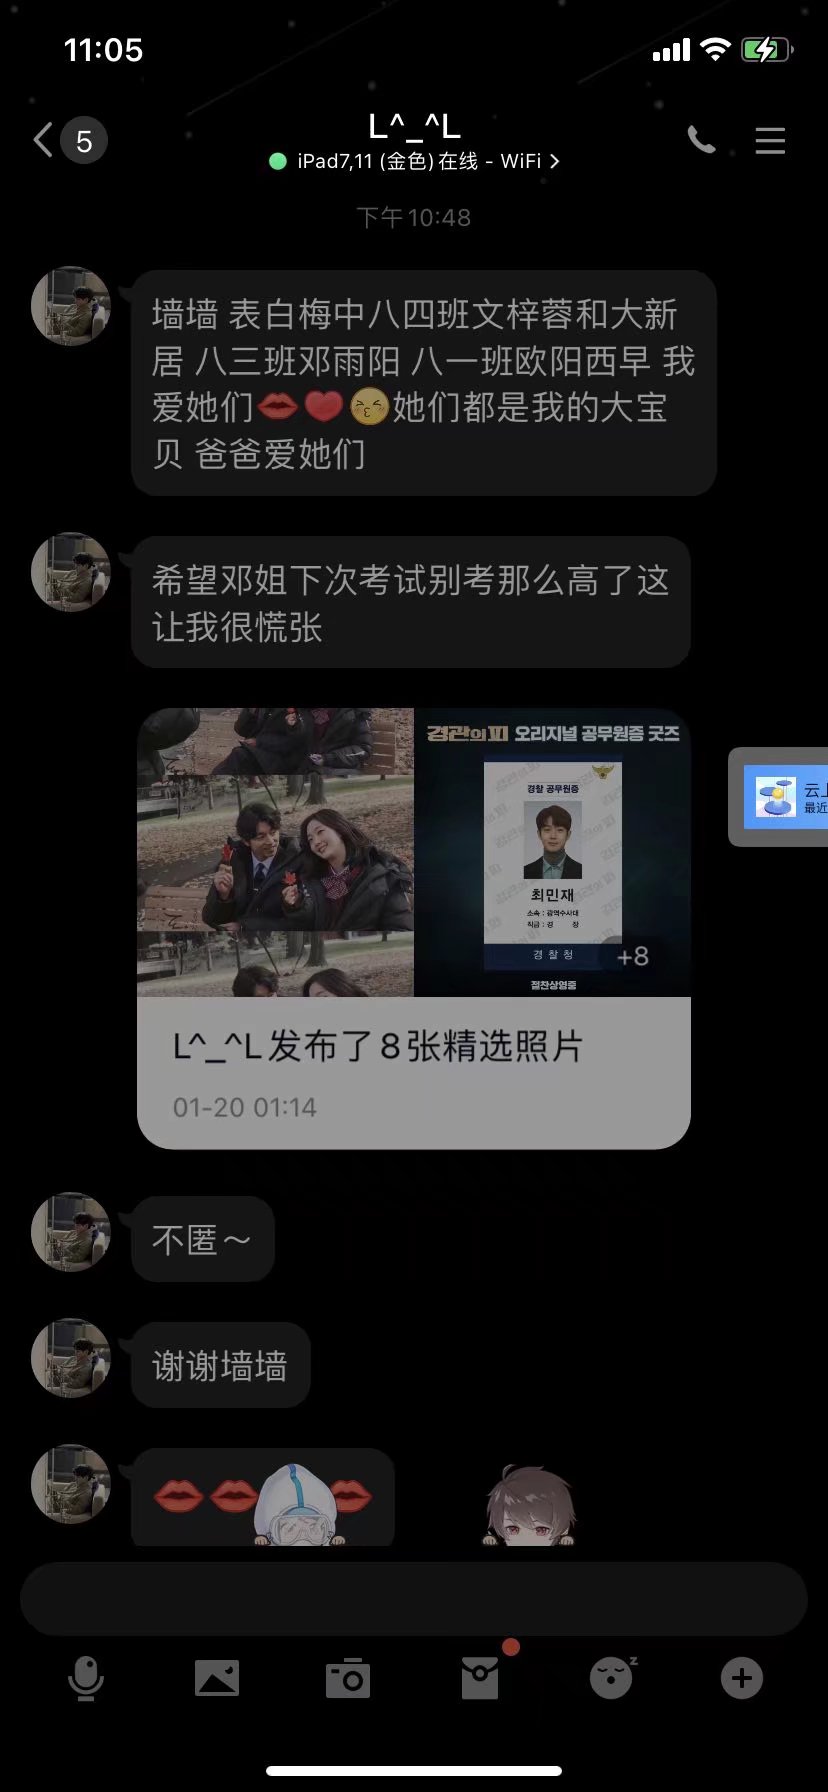 11:05
5
L^_^L
iPad7,11 (金色)在线 - WiFi
下午10:48
墙墙 表白梅中八四班文梓蓉和大新
居 八三班邓雨阳 八一班欧阳西早 我
爱她们💋❤️😚她们都是我的大宝
贝 爸爸爱她们
希望邓姐下次考试别考那么高了这
让我很慌张
경관의 피 오리지널 공무원증 굿즈
경찰 공무원증
최민재
소속 : 광역수사대
직급 : 경 장
경 찰 청
+8
절찬상영중
云上
最近
L^_^L发布了8张精选照片
01-20 01:14
不匿～
谢谢墙墙
💋💋💋
z